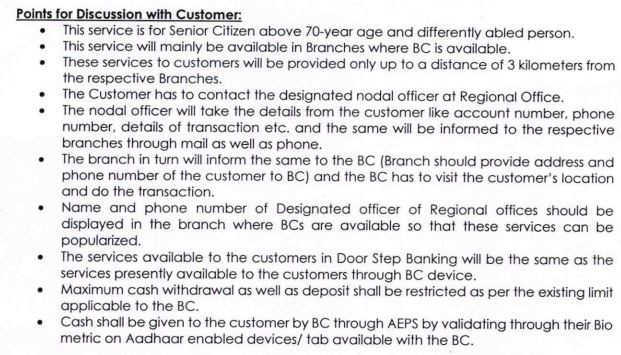 Points for Discussion with Customer:
• This service is for Senior Citizen above 70-year age and differently abled person.
• This service will mainly be available in Branches where BC is available.
• These services to customers will be provided only up to a distance of 3 kilometers from
the respective Branches.
• The Customer has to contact the designated nodal officer at Regional Office.
• The nodal officer will take the details from the customer like account number, phone
number, details of transaction etc. and the same will be informed to the respective
branches through mail as well as phone.
• The branch in turn will inform the same to the BC (Branch should provide address and
phone number of the customer to BC) and the BC has to visit the customer's location
and do the transaction.
• Name and phone number of Designated officer of Regional offices should be
displayed in the branch where BCs are available so that these services can be
popularized.
• The services available to the customers in Door Step Banking will be the same as the
services presently available to the customers through BC device.
• Maximum cash withdrawal as well as deposit shall be restricted as per the existing limit
applicable to the BC.
• Cash shall be given to the customer by BC through AEPS by validating through their Bio
metric on Aadhaar enabled devices/ tab available with the BC.